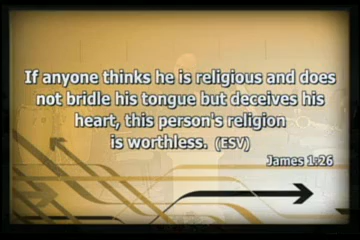 If anyone thinks he is religious and does
not bridle his tongue but deceives his
heart, this person's religion
is worthless. (ESV)
James 1:26